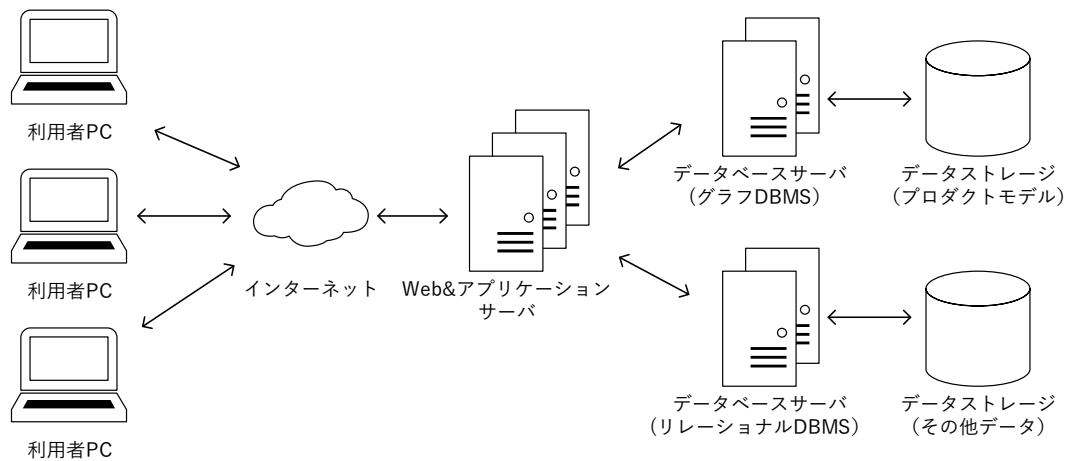 利用者PC
利用者PC
利用者PC
インターネット
Web&アプリケーション
サーバ
データベースサーバ
（グラフDBMS）
データストレージ
（プロダクトモデル）
データベースサーバ
（リレーショナルDBMS）
データストレージ
（その他データ）